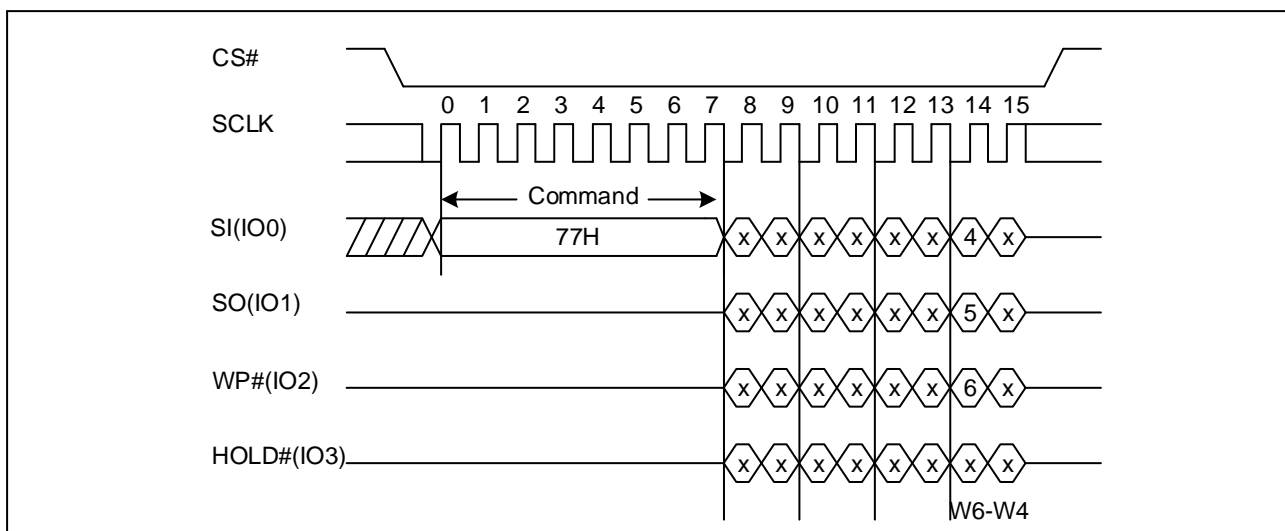 CS#
0 1 2 3 4 5 6 7 8 9 10 11 12 13 14 15
SCLK
Command
SI(IO0)
77H
x x x x x x 4 x
SO(IO1)
x x x x x x 5 x
WP#(IO2)
x x x x x x 6 x
HOLD#(IO3)
x x x x x x x x
W6-W4